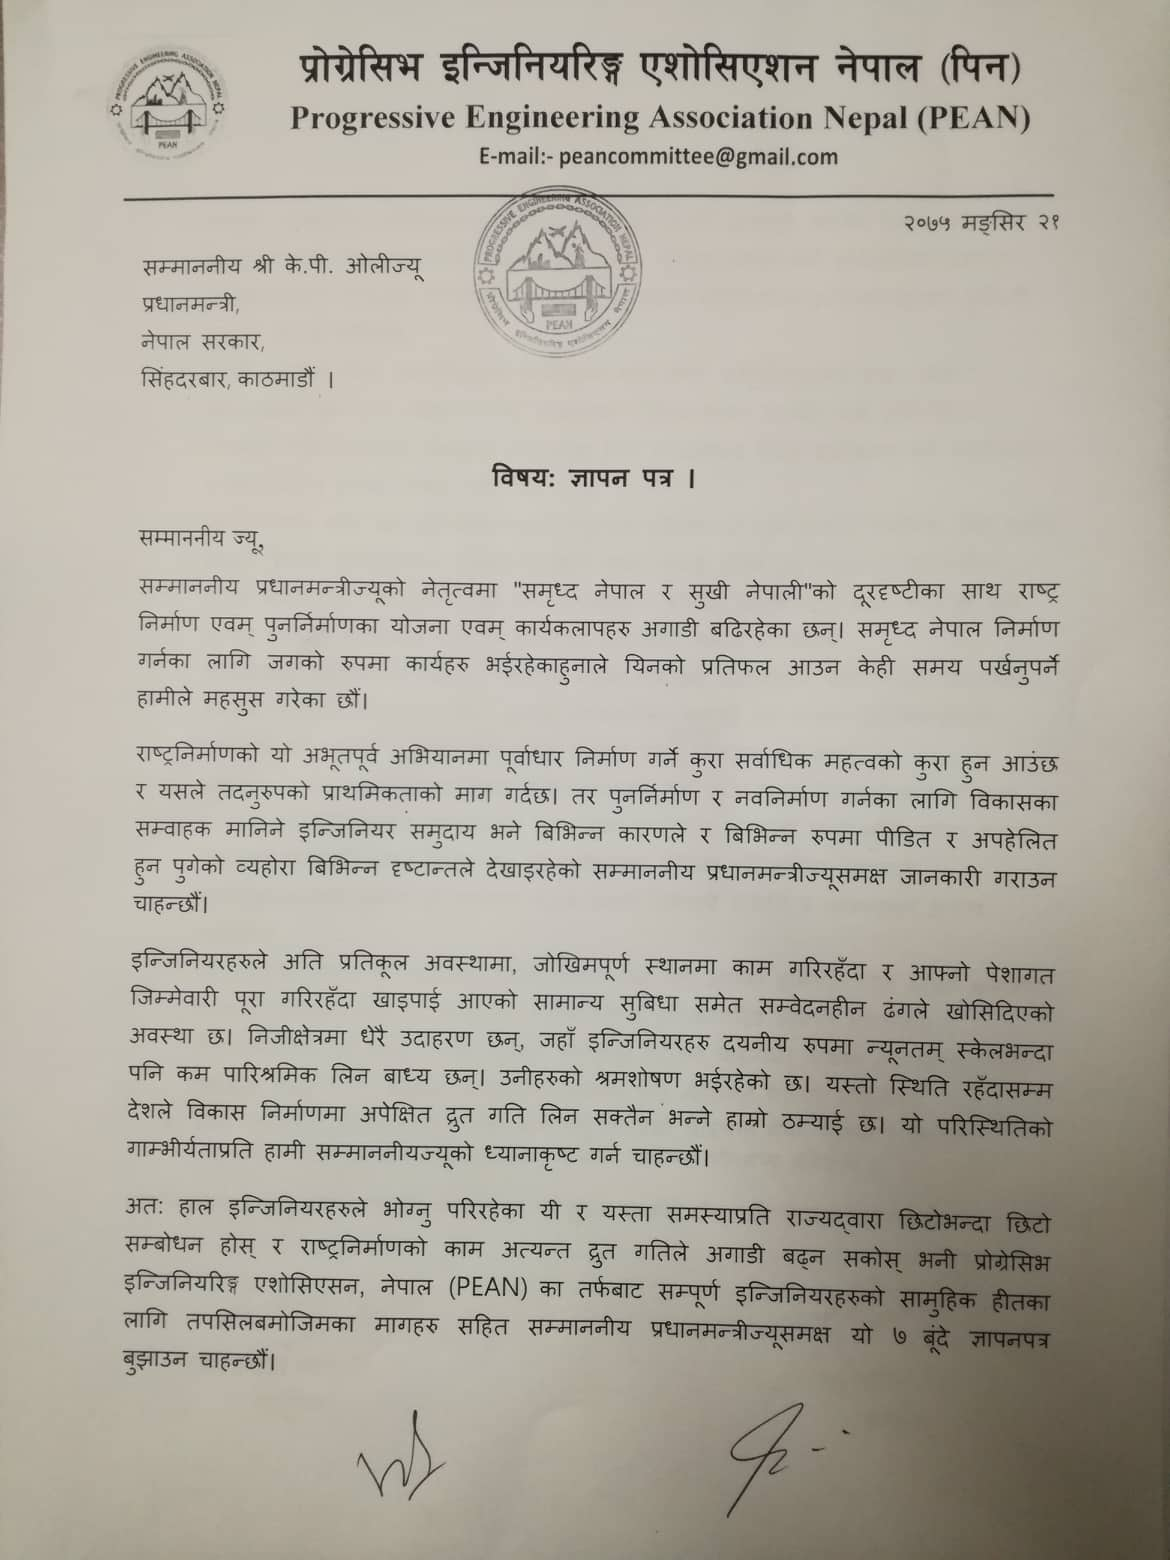 प्रोग्रेसिभ इन्जिनियरिङ्ग एशोसिएशन नेपाल (पिन)
Progressive Engineering Association Nepal (PEAN)
E-mail:- peancommittee@gmail.com
PROGRESSIVE ENGINEERING ASSOCIATION NEPAL
PEAN
PROGRESSIVE ENGINEERING ASSOCIATION NEPAL
PEAN
२०७५ मङ्सिर २१
सम्माननीय श्री के.पी. ओलीज्यू
प्रधानमन्त्री,
नेपाल सरकार,
सिंहदरबार, काठमाडौं ।
विषय: ज्ञापन पत्र ।
सम्माननीय ज्यू,
सम्माननीय प्रधानमन्त्रीज्यूको नेतृत्वमा "समृध्द नेपाल र सुखी नेपाली"को दूरदृष्टीका साथ राष्ट्र
निर्माण एवम् पुनर्निर्माणका योजना एवम् कार्यकलापहरु अगाडी बढिरहेका छन्। समृध्द नेपाल निर्माण
गर्नका लागि जगको रुपमा कार्यहरु भईरहेकाहुनाले यिनको प्रतिफल आउन केही समय पर्खनुपर्ने
हामीले महसुस गरेका छौं।
राष्ट्रनिर्माणको यो अभूतपूर्व अभियानमा पूर्वाधार निर्माण गर्ने कुरा सर्वाधिक महत्वको कुरा हुन आउंछ
र यसले तदनुरुपको प्राथमिकताको माग गर्दछ। तर पुनर्निर्माण र नवनिर्माण गर्नका लागि विकासका
सम्वाहक मानिने इन्जिनियर समुदाय भने बिभिन्न कारणले र बिभिन्न रुपमा पीडित र अपहेलित
हुन पुगेको व्यहोरा बिभिन्न दृष्टान्तले देखाइरहेको सम्माननीय प्रधानमन्त्रीज्यूसमक्ष जानकारी गराउन
चाहन्छौं।
इन्जिनियरहरुले अति प्रतिकूल अवस्थामा, जोखिमपूर्ण स्थानमा काम गरिरहँदा र आफ्नो पेशागत
जिम्मेवारी पूरा गरिरहँदा खाइपाई आएको सामान्य सुबिधा समेत सम्वेदनहीन ढंगले खोसिदिएको
अवस्था छ। निजीक्षेत्रमा धेरै उदाहरण छन्, जहाँ इन्जिनियरहरु दयनीय रुपमा न्यूनतम् स्केलभन्दा
पनि कम पारिश्रमिक लिन बाध्य छन्। उनीहरुको श्रमशोषण भईरहेको छ। यस्तो स्थिति रहँदासम्म
देशले विकास निर्माणमा अपेक्षित द्रुत गति लिन सक्तैन भन्ने हाम्रो ठम्याई छ। यो परिस्थितिको
गाम्भीर्यताप्रति हामी सम्माननीयज्यूको ध्यानाकृष्ट गर्न चाहन्छौं।
अत: हाल इन्जिनियरहरुले भोग्नु परिरहेका यी र यस्ता समस्याप्रति राज्यद्वारा छिटोभन्दा छिटो
सम्बोधन होस् र राष्ट्रनिर्माणको काम अत्यन्त द्रुत गतिले अगाडी बढ्न सकोस् भनी प्रोग्रेसिभ
इन्जिनियरिङ्ग एशोसिएसन, नेपाल (PEAN) का तर्फबाट सम्पूर्ण इन्जिनियरहरुको सामुहिक हीतका
लागि तपसिलबमोजिमका मागहरु सहित सम्माननीय प्रधानमन्त्रीज्यूसमक्ष यो ७ बूंदे ज्ञापनपत्र
बुझाउन चाहन्छौं।